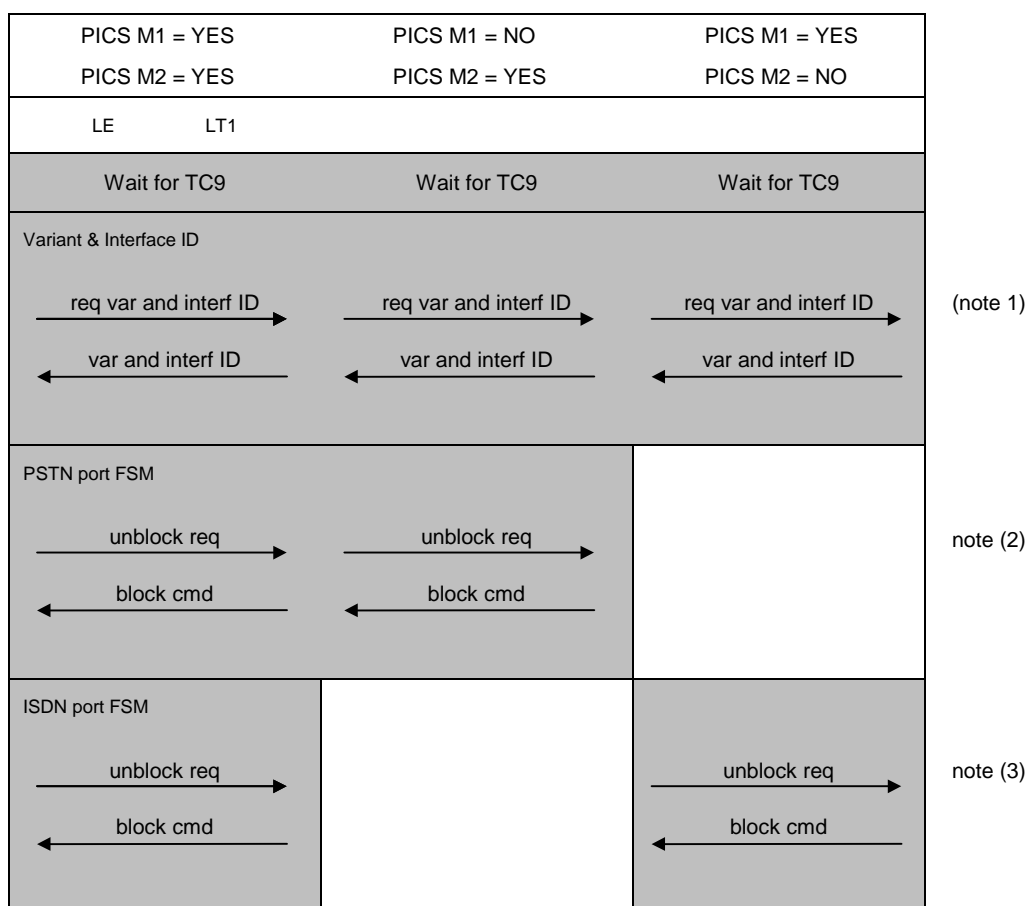 PICS M1 = YES PICS M1 = NO PICS M1 = YES
PICS M2 = YES PICS M2 = YES PICS M2 = NO
LE LT1
Wait for TC9 Wait for TC9 Wait for TC9
Variant & Interface ID
req var and interf ID req var and interf ID req var and interf ID (note 1)
var and interf ID var and interf ID var and interf ID
PSTN port FSM
unblock req unblock req note (2)
block cmd block cmd
ISDN port FSM
unblock req unblock req note (3)
block cmd block cmd